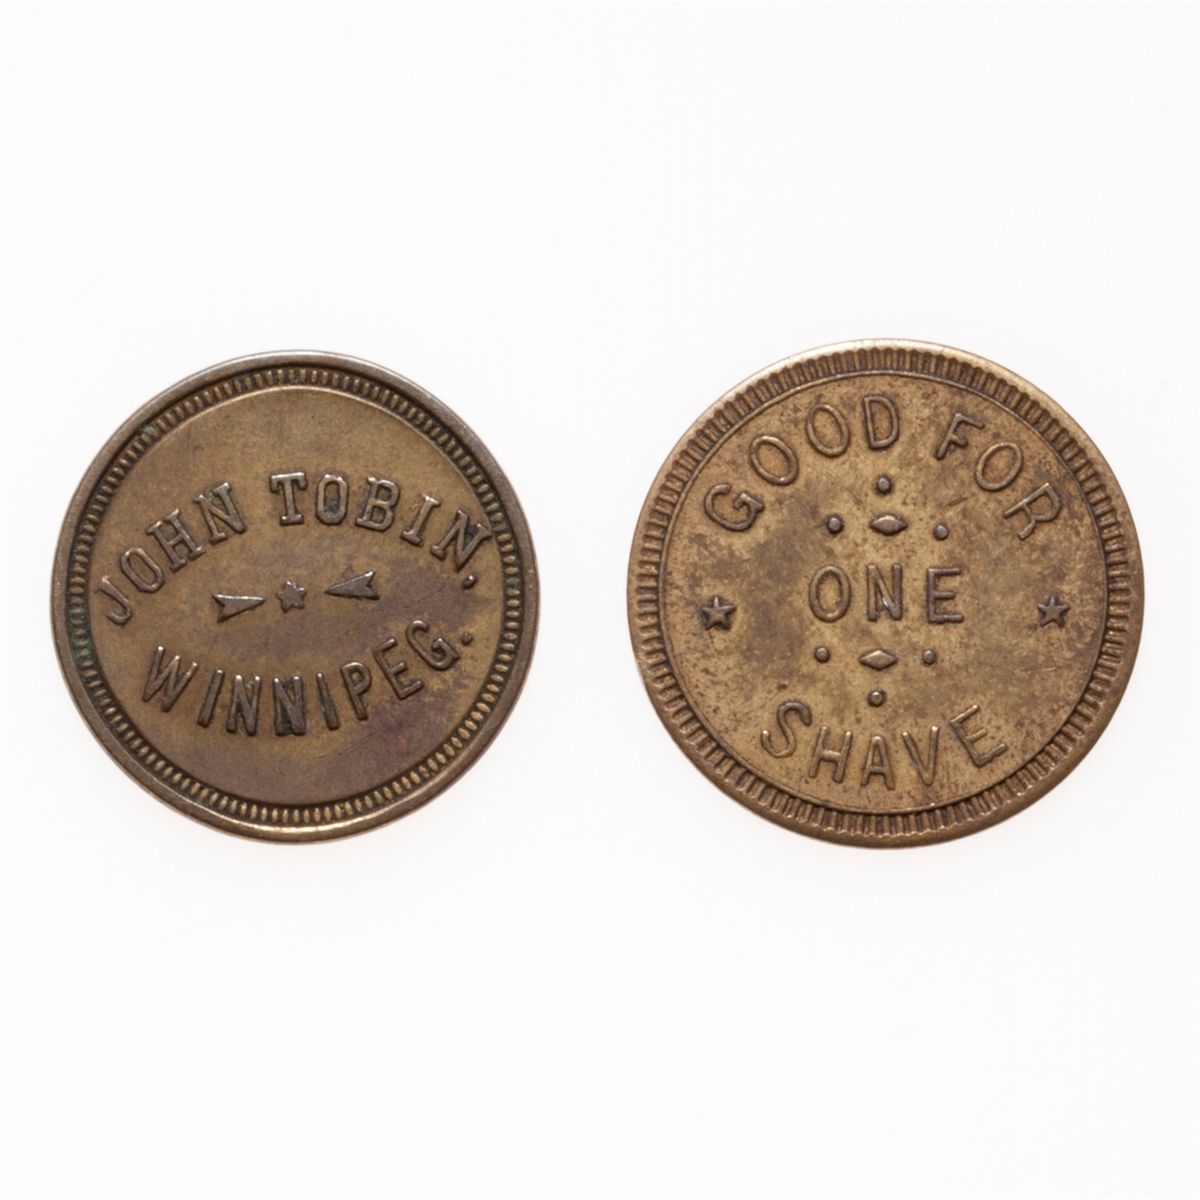 JOHN TOBIN,
WINNIPEG.
GOOD FOR
ONE
SHAVE